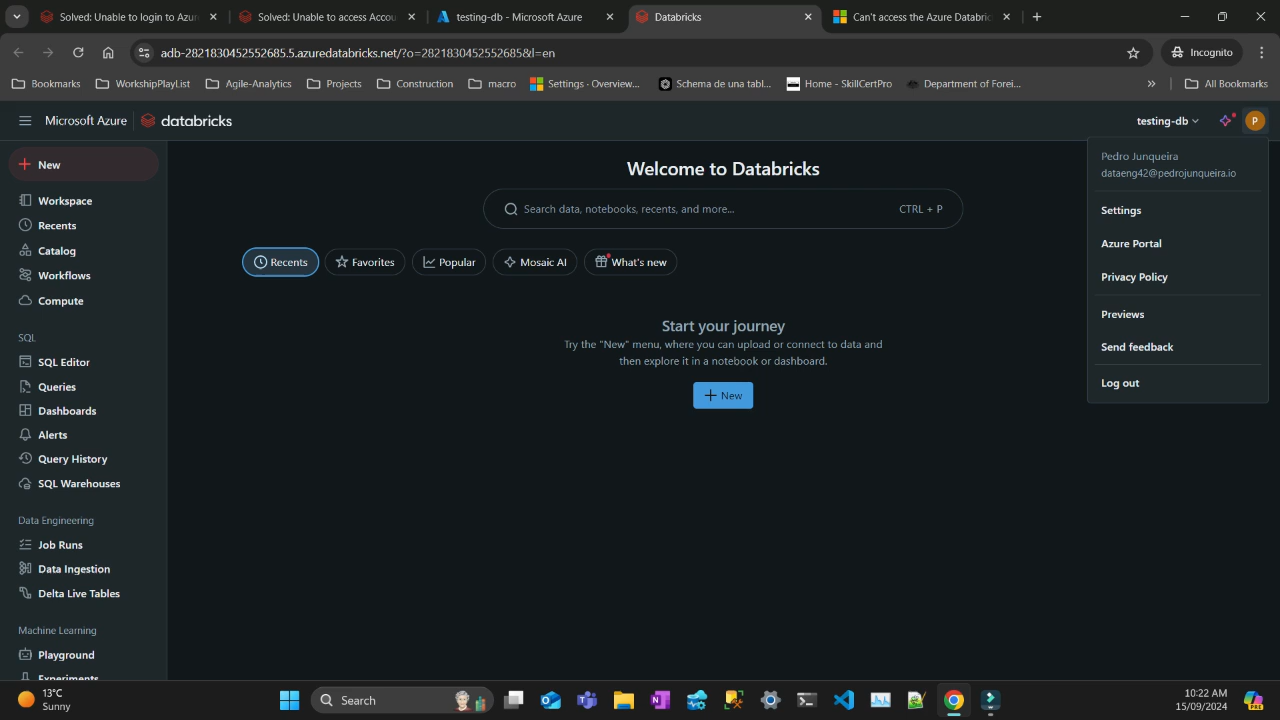 Solved: Unable to login to Azur
Solved: Unable to access Accou
testing-db - Microsoft Azure
Databricks
Can't access the Azure Databric
adb-2821830452552685.5.azuredatabricks.net/?o=2821830452552685&l=en
Incognito
Bookmarks
WorkshipPlayList
Agile-Analytics
Projects
Construction
macro
Settings - Overview...
Schema de una tabl...
Home - SkillCertPro
Department of Forei...
All Bookmarks
Microsoft Azure
databricks
testing-db
P
New
Workspace
Recents
Catalog
Workflows
Compute
SQL
SQL Editor
Queries
Dashboards
Alerts
Query History
SQL Warehouses
Data Engineering
Job Runs
Data Ingestion
Delta Live Tables
Machine Learning
Playground
Experiments
Welcome to Databricks
Search data, notebooks, recents, and more...
CTRL + P
Recents
Favorites
Popular
Mosaic AI
What's new
Start your journey
Try the "New" menu, where you can upload or connect to data and
then explore it in a notebook or dashboard.
New
Pedro Junqueira
dataeng42@pedrojunqueira.io
Settings
Azure Portal
Privacy Policy
Previews
Send feedback
Log out
13°C
Sunny
Search
10:22 AM
15/09/2024